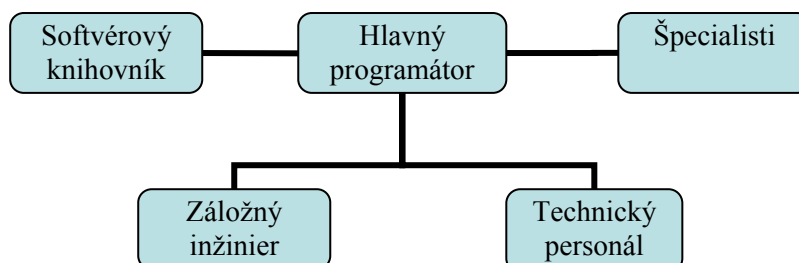 Softvérový
knihovník
Hlavný
programátor
Špecialisti
Záložný
inžinier
Technický
personál